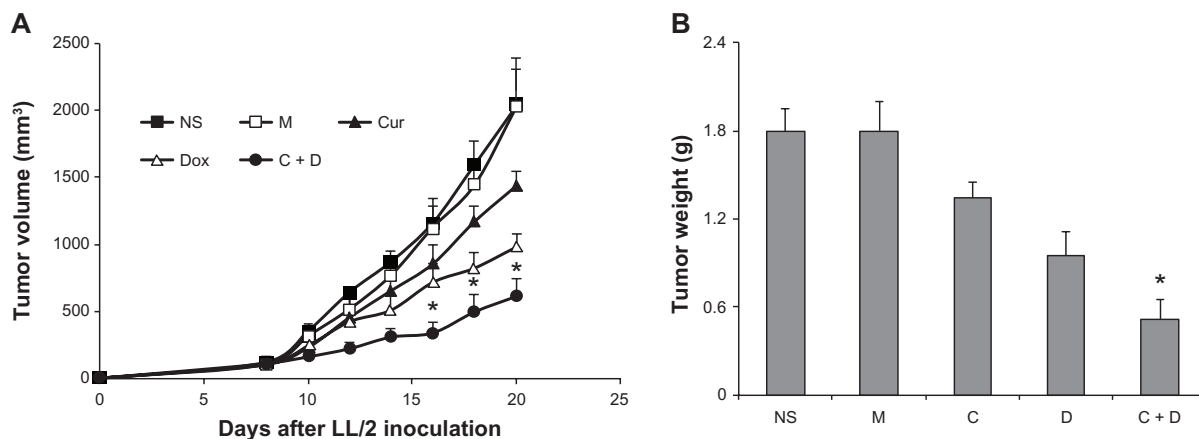 A
Tumor volume (mm³)
2500
2000
1500
1000
500
0
NS M Cur
Dox C + D
*
*
*
0 5 10 15 20 25
Days after LL/2 inoculation
B
Tumor weight (g)
2.4
1.8
1.2
0.6
0
*
NS M C D C + D